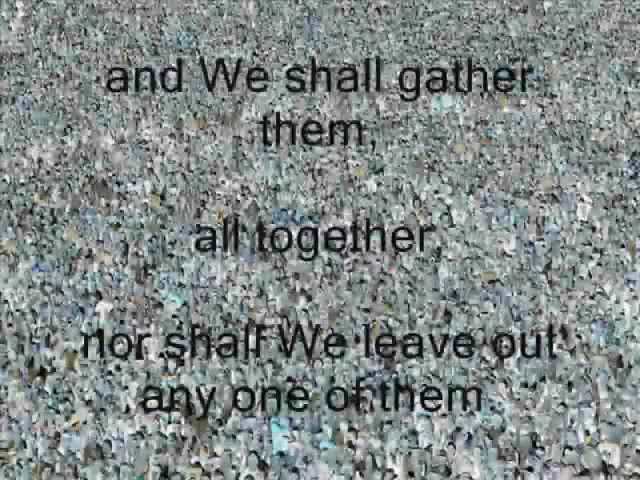 and We shall gather
them,
all together
nor shall We leave out
any one of them